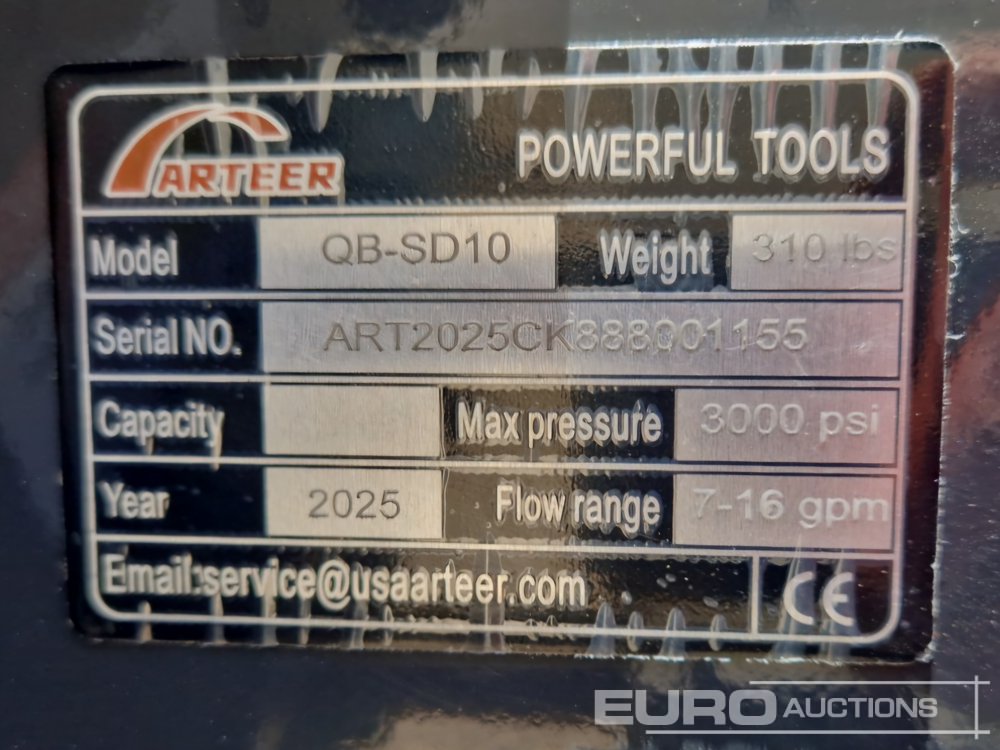 ARTEER POWERFUL TOOLS
Model QB-SD10 Weight 310 lbs
Serial NO. ART2025CK888001155
Capacity Max pressure 3000 psi
Year 2025 Flow range 7-16 gpm
Email:service@usaarteer.com CE
EURO AUCTIONS